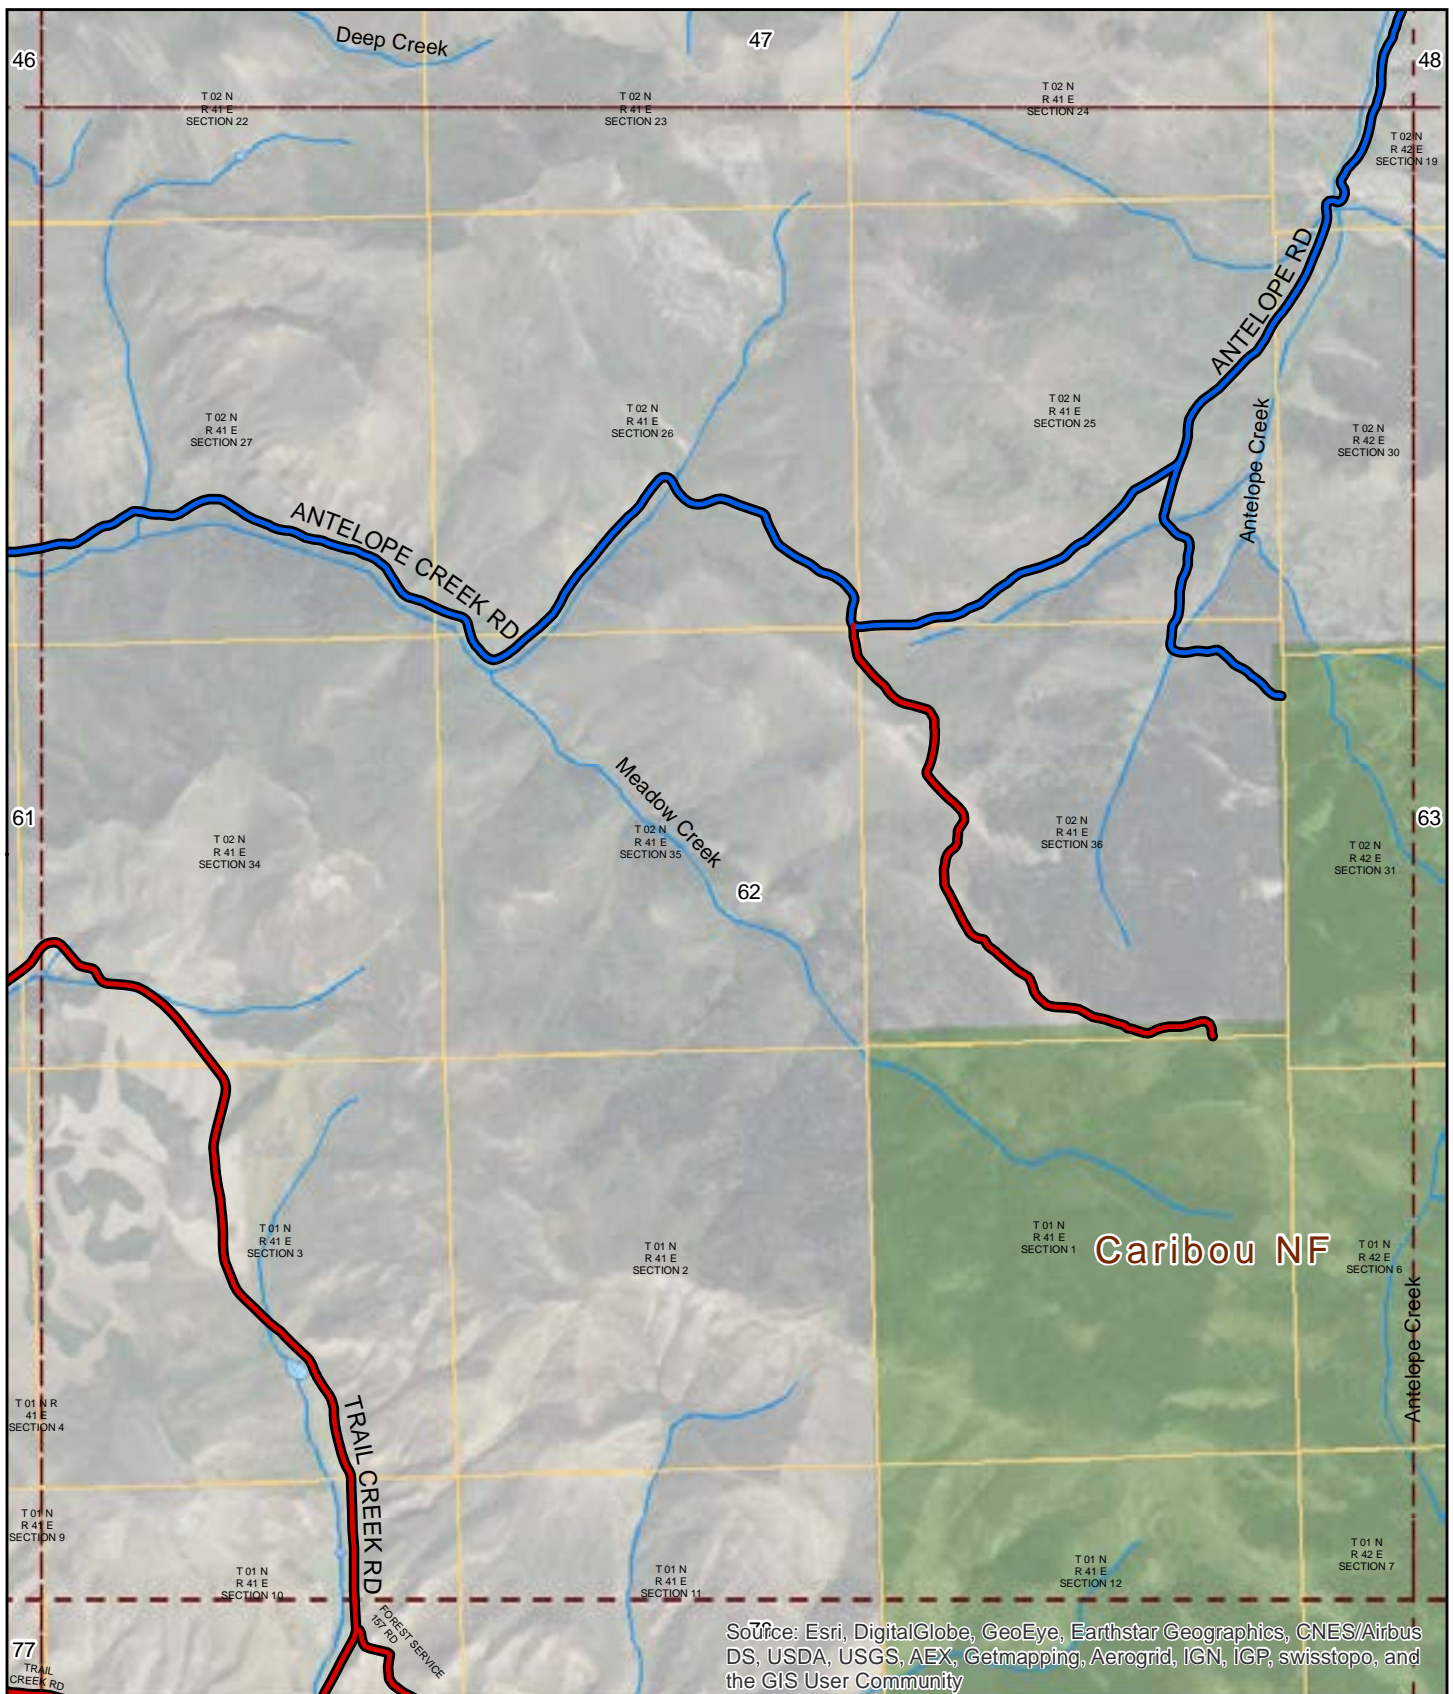 Deep Creek
46
47
48
T 02 N
R 41 E
SECTION 22
T 02 N
R 41 E
SECTION 23
T 02 N
R 41 E
SECTION 24
T 02 N
R 42 E
SECTION 19
ANTELOPE RD
T 02 N
R 41 E
SECTION 27
T 02 N
R 41 E
SECTION 26
T 02 N
R 41 E
SECTION 25
Antelope Creek
T 02 N
R 42 E
SECTION 30
ANTELOPE CREEK RD
Meadow Creek
61
T 02 N
R 41 E
SECTION 34
T 02 N
R 41 E
SECTION 35
62
T 02 N
R 41 E
SECTION 36
63
T 02 N
R 42 E
SECTION 31
T 01 N
R 41 E
SECTION 3
T 01 N
R 41 E
SECTION 2
T 01 N
R 41 E
SECTION 1
Caribou NF
T 01 N
R 42 E
SECTION 6
Antelope Creek
T 01 N R
41 E
SECTION 4
TRAIL CREEK RD
T 01 N
R 41 E
SECTION 9
T 01 N
R 41 E
SECTION 10
T 01 N
R 41 E
SECTION 11
T 01 N
R 41 E
SECTION 12
T 01 N
R 42 E
SECTION 7
FOREST SERVICE
157 RD
77
TRAIL
CREEK RD
Source: Esri, DigitalGlobe, GeoEye, Earthstar Geographics, CNES/Airbus
DS, USDA, USGS, AEX, Getmapping, Aerogrid, IGN, IGP, swisstopo, and
the GIS User Community